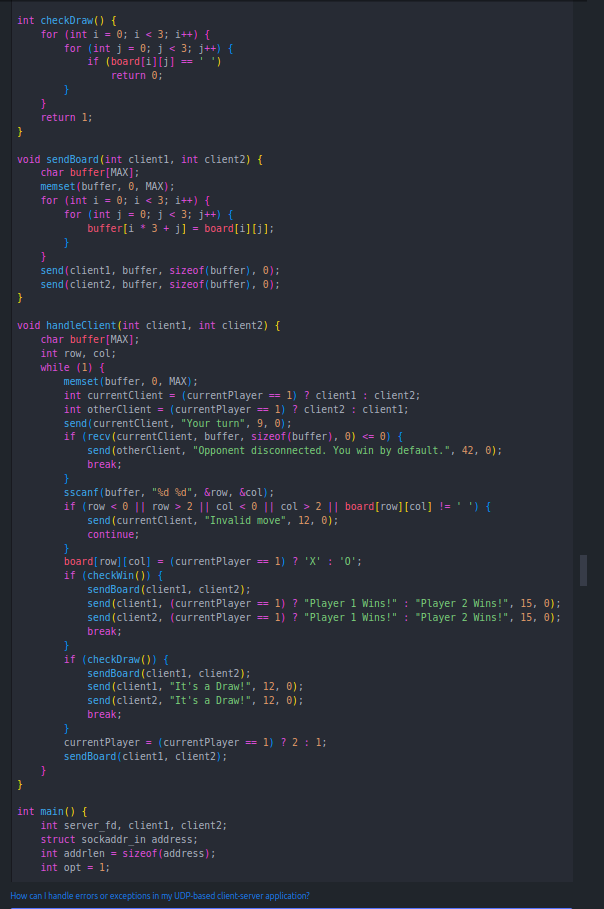 int checkDraw() {
    for (int i = 0; i < 3; i++) {
        for (int j = 0; j < 3; j++) {
            if (board[i][j] == ' ')
                return 0;
        }
    }
    return 1;
}

void sendBoard(int client1, int client2) {
    char buffer[MAX];
    memset(buffer, 0, MAX);
    for (int i = 0; i < 3; i++) {
        for (int j = 0; j < 3; j++) {
            buffer[i * 3 + j] = board[i][j];
        }
    }
    send(client1, buffer, sizeof(buffer), 0);
    send(client2, buffer, sizeof(buffer), 0);
}

void handleClient(int client1, int client2) {
    char buffer[MAX];
    int row, col;
    while (1) {
        memset(buffer, 0, MAX);
        int currentClient = (currentPlayer == 1) ? client1 : client2;
        int otherClient = (currentPlayer == 1) ? client2 : client1;
        send(currentClient, "Your turn", 9, 0);
        if (recv(currentClient, buffer, sizeof(buffer), 0) <= 0) {
            send(otherClient, "Opponent disconnected. You win by default.", 42, 0);
            break;
        }
        sscanf(buffer, "%d %d", &row, &col);
        if (row < 0 || row > 2 || col < 0 || col > 2 || board[row][col] != ' ') {
            send(currentClient, "Invalid move", 12, 0);
            continue;
        }
        board[row][col] = (currentPlayer == 1) ? 'X' : 'O';
        if (checkWin()) {
            sendBoard(client1, client2);
            send(client1, (currentPlayer == 1) ? "Player 1 Wins!" : "Player 2 Wins!", 15, 0);
            send(client2, (currentPlayer == 1) ? "Player 1 Wins!" : "Player 2 Wins!", 15, 0);
            break;
        }
        if (checkDraw()) {
            sendBoard(client1, client2);
            send(client1, "It's a Draw!", 12, 0);
            send(client2, "It's a Draw!", 12, 0);
            break;
        }
        currentPlayer = (currentPlayer == 1) ? 2 : 1;
        sendBoard(client1, client2);
    }
}

int main() {
    int server_fd, client1, client2;
    struct sockaddr_in address;
    int addrlen = sizeof(address);
    int opt = 1;
How can I handle errors or exceptions in my UDP-based client-server application?